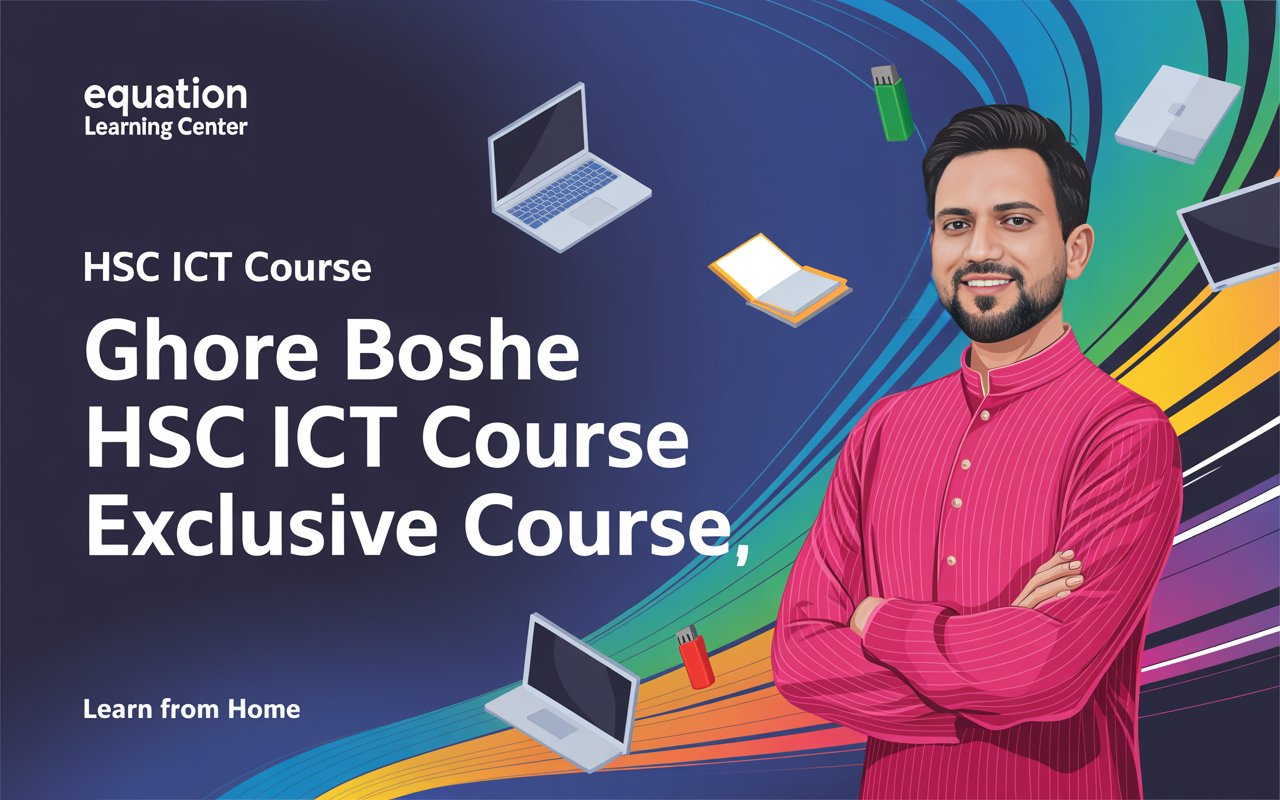 equation
Learning Center
HSC ICT Course
Ghore Boshe
HSC ICT Course
Exclusive Course,
Learn from Home